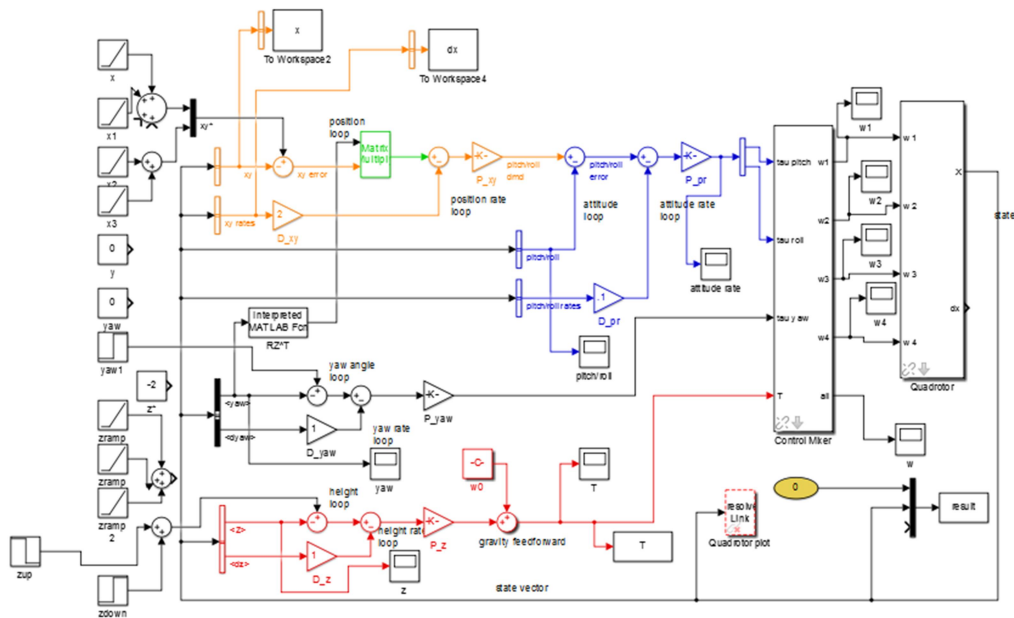 x
To Workspace2
dx
To Workspace4
x
x1
x2
x3
xy*
position
loop
Matrix
xy
xy error
-K-
P_xy
pitch/roll
cmd
position rate
loop
xy rates
2
D_xy
pitch/roll
error
attitude
loop
-K-
P_pr
attitude rate
loop
attitude rate
pitch/roll
pitch/roll rates
.1
D_pr
pitch/roll
tau pitch
tau roll
tau yaw
T
w1
w2
w3
w4
all
Control Mixer
w1
w2
w3
w4
w 1
w 2
w 3
w 4
X
dx
Quadrotor
state
0
y
0
yaw
yaw1
Interpreted
MATLAB Fcn
RZ^T
yaw angle
loop
<yaw>
<dyaw>
1
D_yaw
yaw rate
loop
-K-
P_yaw
yaw
-2
z*
zramp
zramp
zramp
2
zup
zdown
-C-
w0
height
loop
<z>
<dz>
1
D_z
height rate
loop
-K-
P_z
gravity feedforward
z
T
T
w
0
resolve
Link
Quadrotor plot
result
state vector